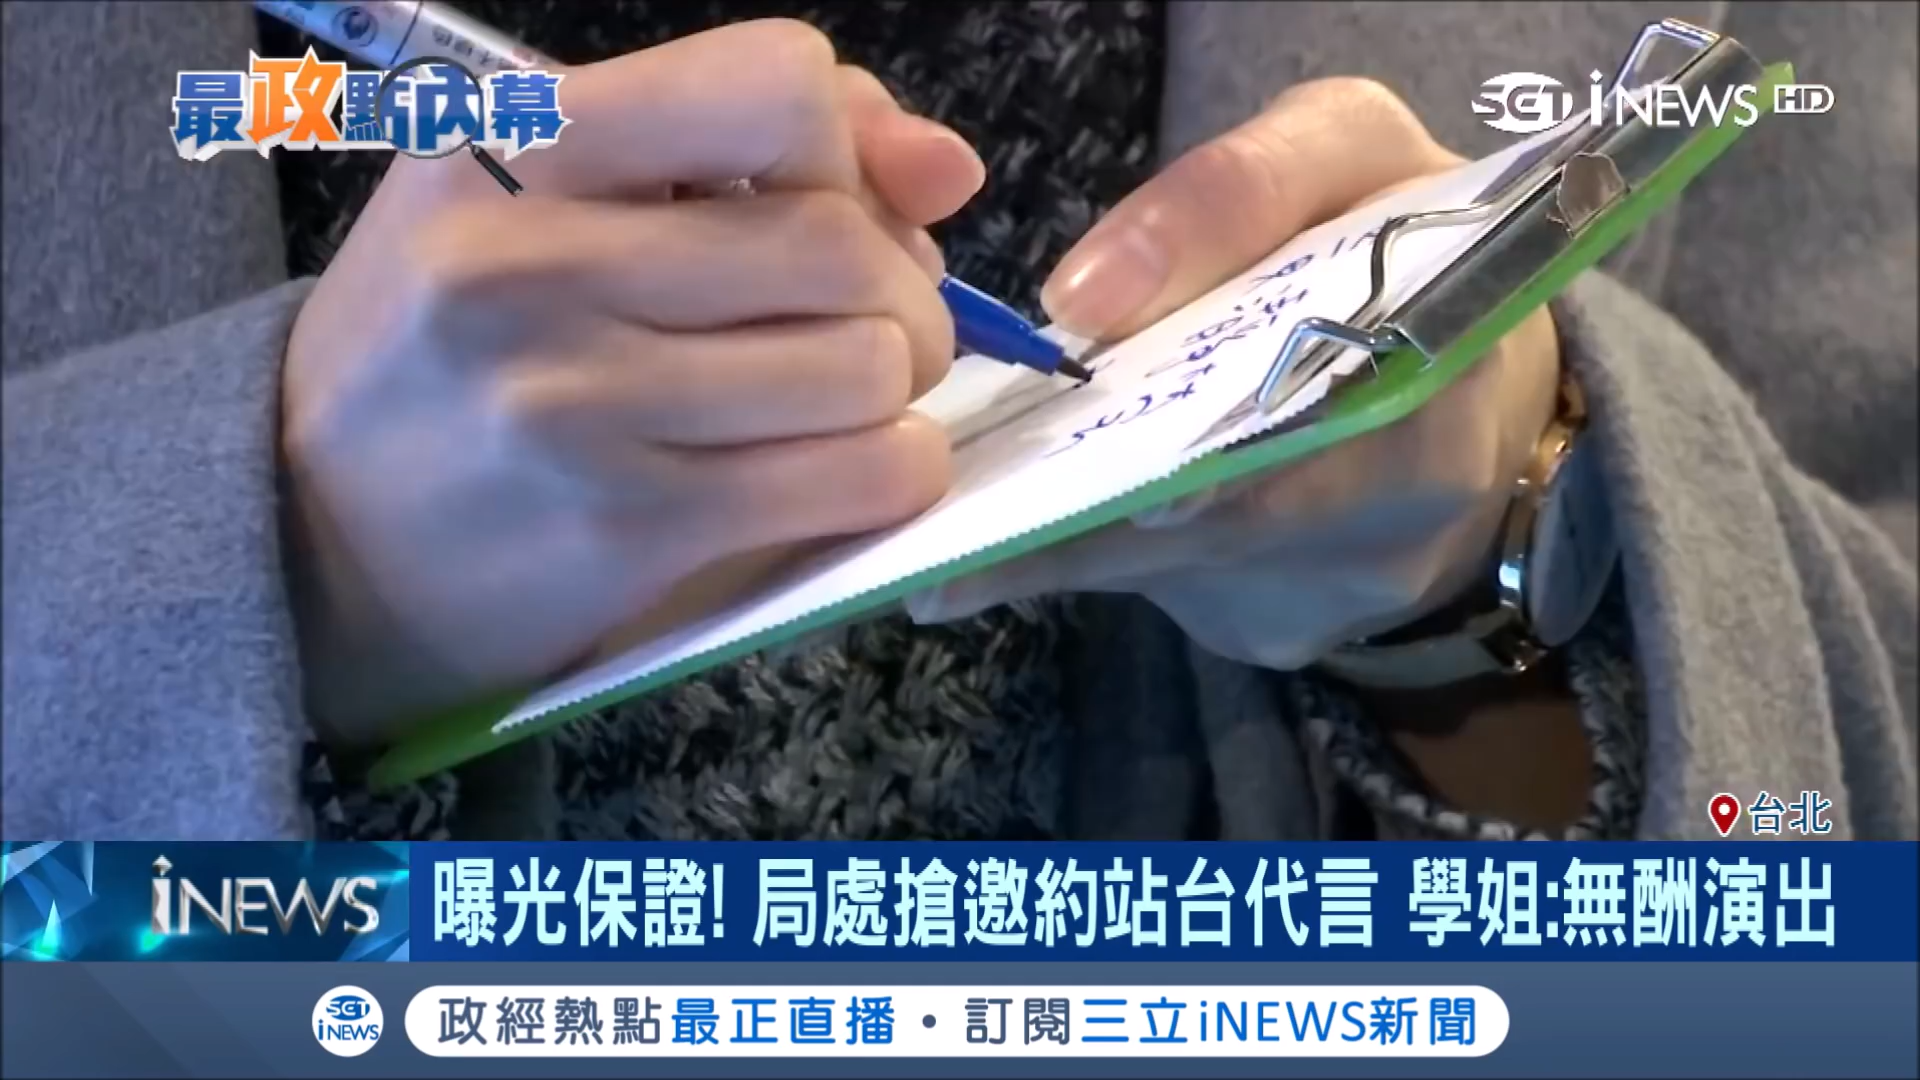 最政點內幕
SET iNEWS HD
台北
iNEWS
曝光保證! 局處搶邀約站台代言 學姐:無酬演出
SET iNEWS
政經熱點最正直播・訂閱三立iNEWS新聞